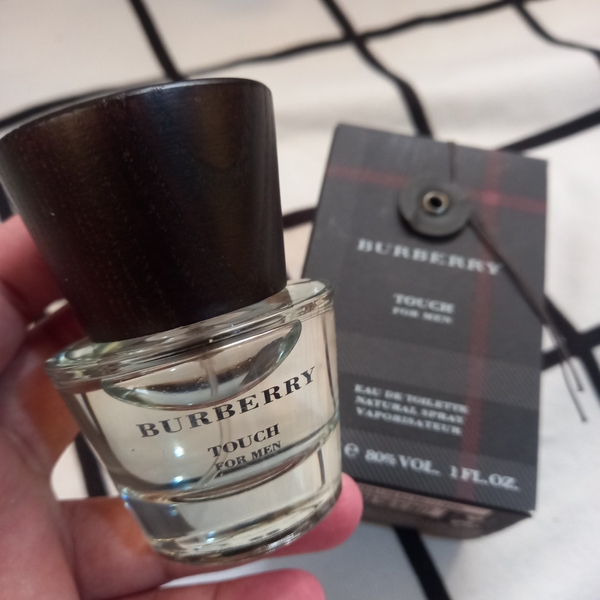 BURBERRY
TOUCH
FOR MEN
BURBERRY
TOUCH
FOR MEN
EAU DE TOILETTE
NATURAL SPRAY
VAPORISATEUR
℮ 80% VOL. 1 FL. OZ.